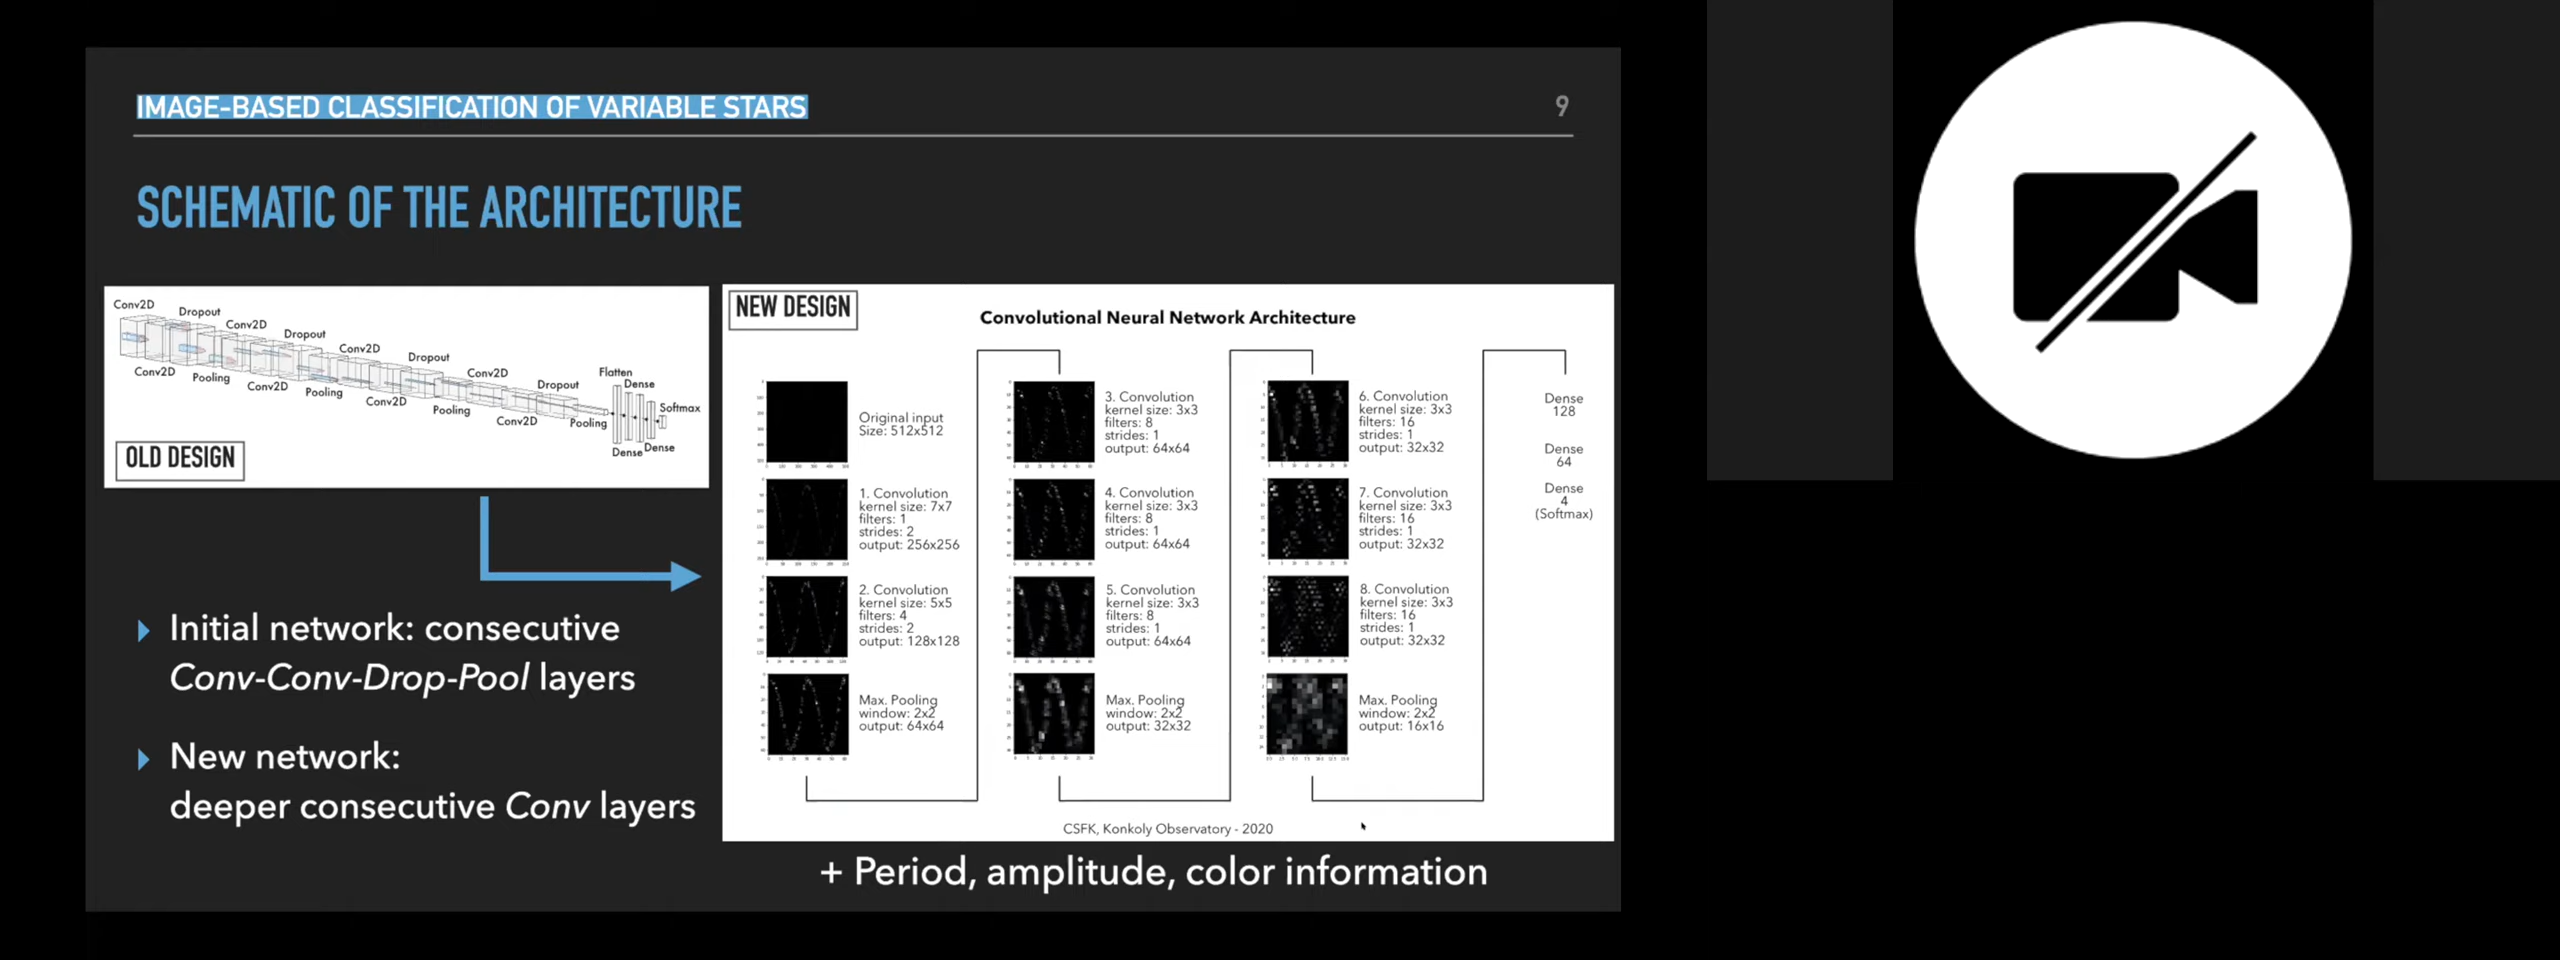 IMAGE-BASED CLASSIFICATION OF VARIABLE STARS
9
SCHEMATIC OF THE ARCHITECTURE
Conv2D
Dropout
Conv2D
Dropout
Conv2D
Dropout
Conv2D
Dropout
Flatten
Dense
Softmax
Conv2D
Pooling
Conv2D
Pooling
Conv2D
Pooling
Conv2D
Pooling
Dense
Dense
OLD DESIGN
Initial network: consecutive
Conv-Conv-Drop-Pool layers
New network:
deeper consecutive Conv layers
NEW DESIGN
Convolutional Neural Network Architecture
Original input
Size: 512x512
1. Convolution
kernel size: 7x7
filters: 1
strides: 2
output: 256x256
2. Convolution
kernel size: 5x5
filters: 4
strides: 2
output: 128x128
Max. Pooling
window: 2x2
output: 64x64
3. Convolution
kernel size: 3x3
filters: 8
strides: 1
output: 64x64
4. Convolution
kernel size: 3x3
filters: 8
strides: 1
output: 64x64
5. Convolution
kernel size: 3x3
filters: 8
strides: 1
output: 64x64
Max. Pooling
window: 2x2
output: 32x32
6. Convolution
kernel size: 3x3
filters: 16
strides: 1
output: 32x32
7. Convolution
kernel size: 3x3
filters: 16
strides: 1
output: 32x32
8. Convolution
kernel size: 3x3
filters: 16
strides: 1
output: 32x32
Max. Pooling
window: 2x2
output: 16x16
Dense
128
Dense
64
Dense
4
(Softmax)
CSFK, Konkoly Observatory - 2020
+ Period, amplitude, color information